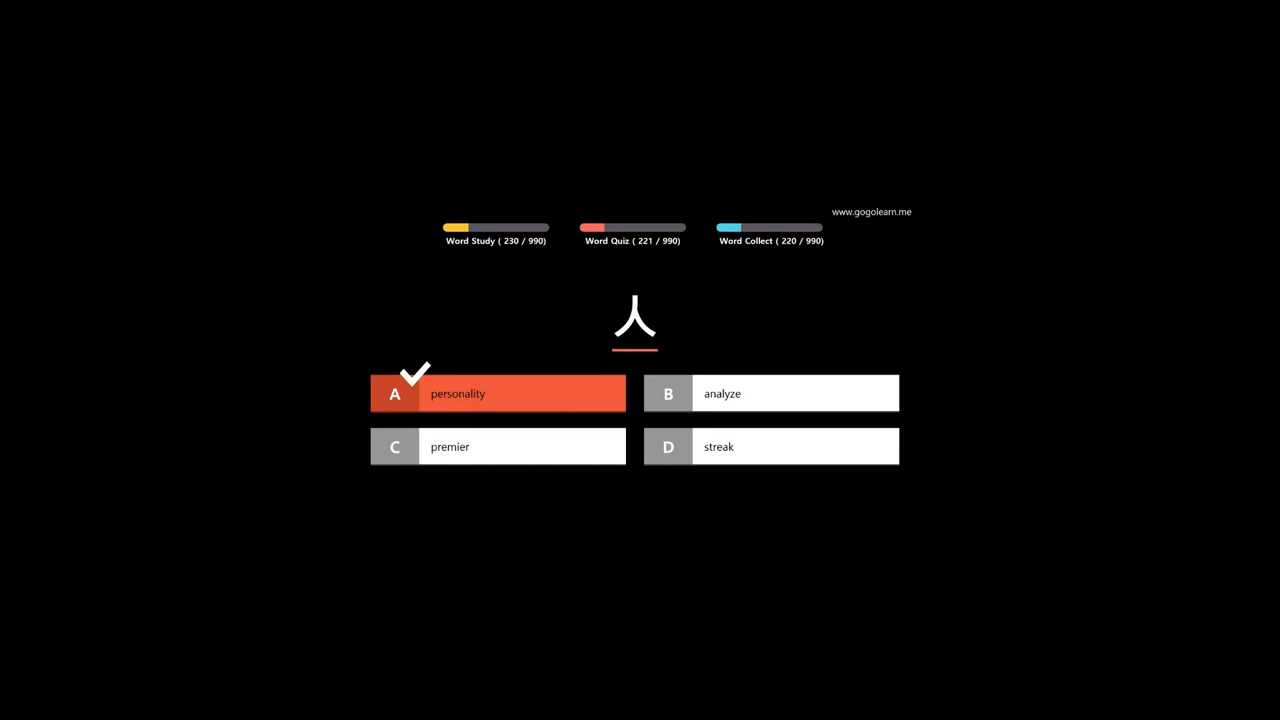 www.gogolearn.me
Word Study ( 230 / 990)
Word Quiz ( 221 / 990)
Word Collect ( 220 / 990)
人
A personality
B analyze
C premier
D streak